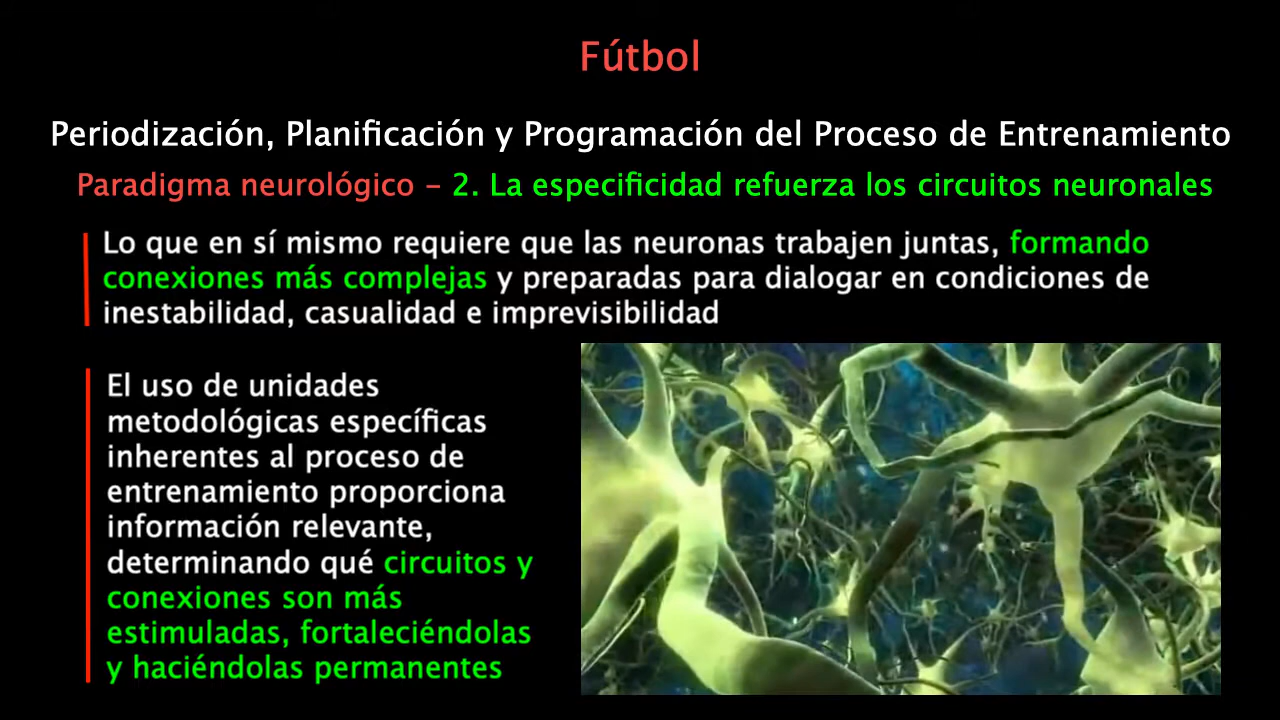 Fútbol
Periodización, Planificación y Programación del Proceso de Entrenamiento
Paradigma neurológico – 2. La especificidad refuerza los circuitos neuronales
Lo que en sí mismo requiere que las neuronas trabajen juntas, formando
conexiones más complejas y preparadas para dialogar en condiciones de
inestabilidad, casualidad e imprevisibilidad
El uso de unidades
metodológicas específicas
inherentes al proceso de
entrenamiento proporciona
información relevante,
determinando qué circuitos y
conexiones son más
estimuladas, fortaleciéndolas
y haciéndolas permanentes